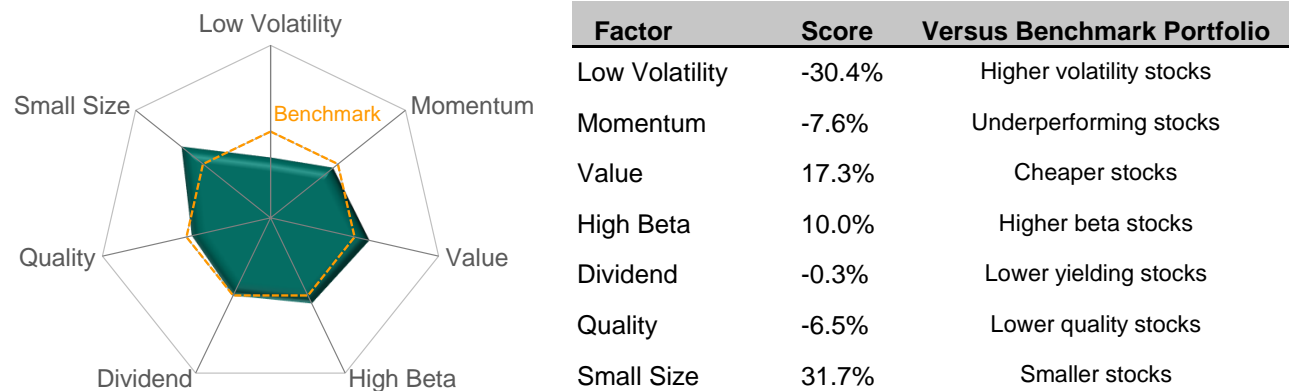 Low Volatility
Small Size
Momentum
Benchmark
Quality
Value
Dividend
High Beta
Factor Score Versus Benchmark Portfolio
Low Volatility -30.4% Higher volatility stocks
Momentum -7.6% Underperforming stocks
Value 17.3% Cheaper stocks
High Beta 10.0% Higher beta stocks
Dividend -0.3% Lower yielding stocks
Quality -6.5% Lower quality stocks
Small Size 31.7% Smaller stocks